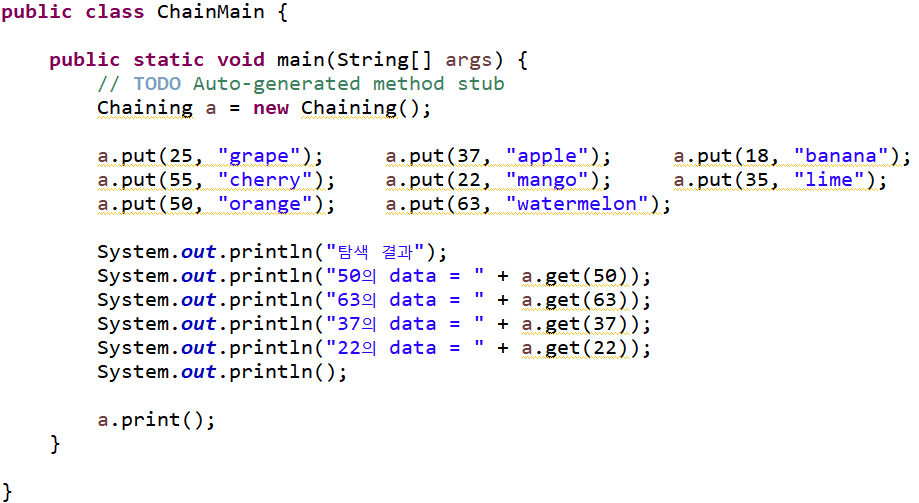 public class ChainMain {
public static void main(String[] args) {
// TODO Auto-generated method stub
Chaining a = new Chaining();
a.put(25, "grape"); a.put(37, "apple"); a.put(18, "banana");
a.put(55, "cherry"); a.put(22, "mango"); a.put(35, "lime");
a.put(50, "orange"); a.put(63, "watermelon");
System.out.println("탐색 결과");
System.out.println("50의 data = " + a.get(50));
System.out.println("63의 data = " + a.get(63));
System.out.println("37의 data = " + a.get(37));
System.out.println("22의 data = " + a.get(22));
System.out.println();
a.print();
}
}